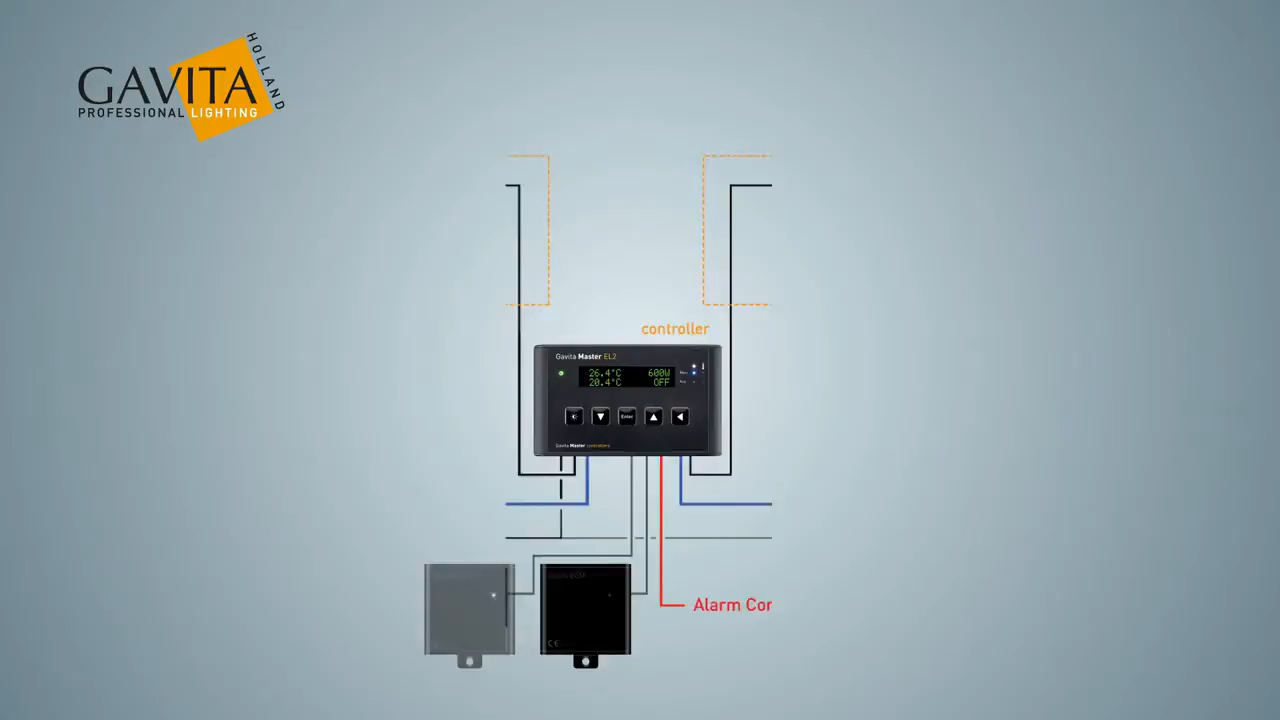 HOLLAND
GAVITA
PROFESSIONAL LIGHTING
controller
Gavita Master EL2
26.4°C 600W
20.4°C OFF
Enter
Gavita Master controllers
Alarm Cor
CE